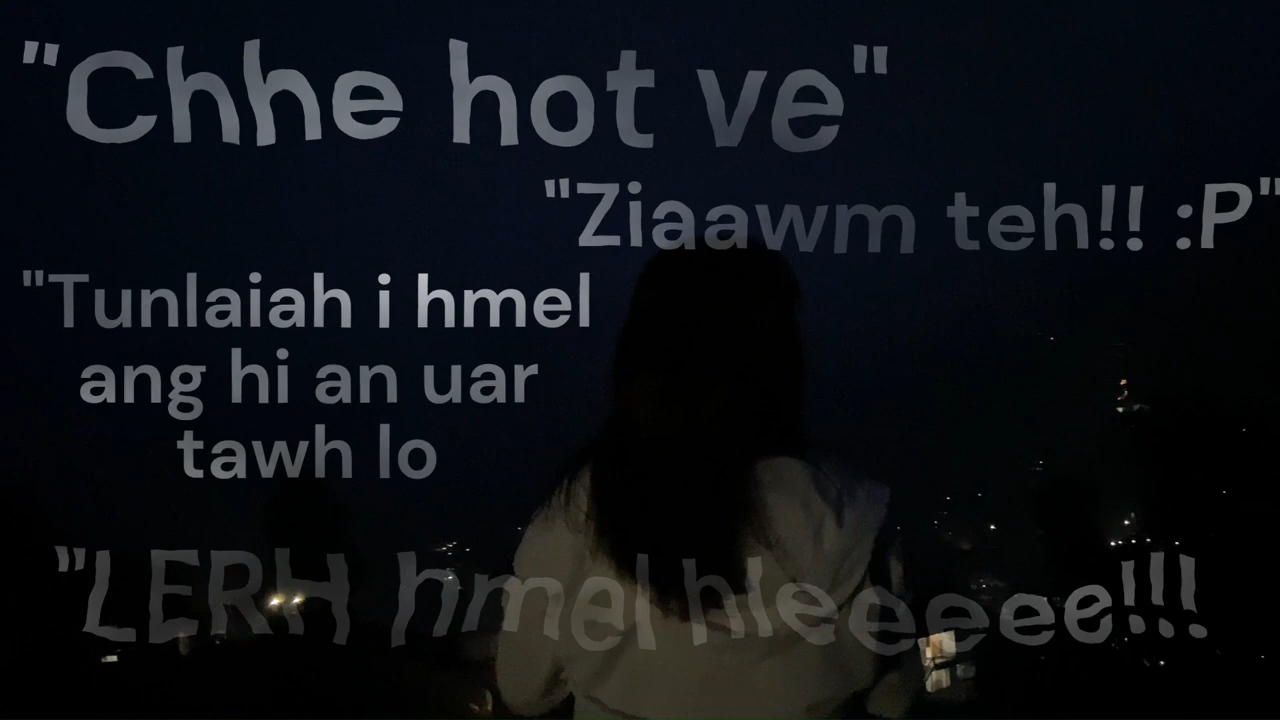 "Chhe hot ve"
"Ziaawm teh!! :P"
"Tunlaiah i hmel
ang hi an uar
tawh lo
"LERH hmel hleeeee!!!